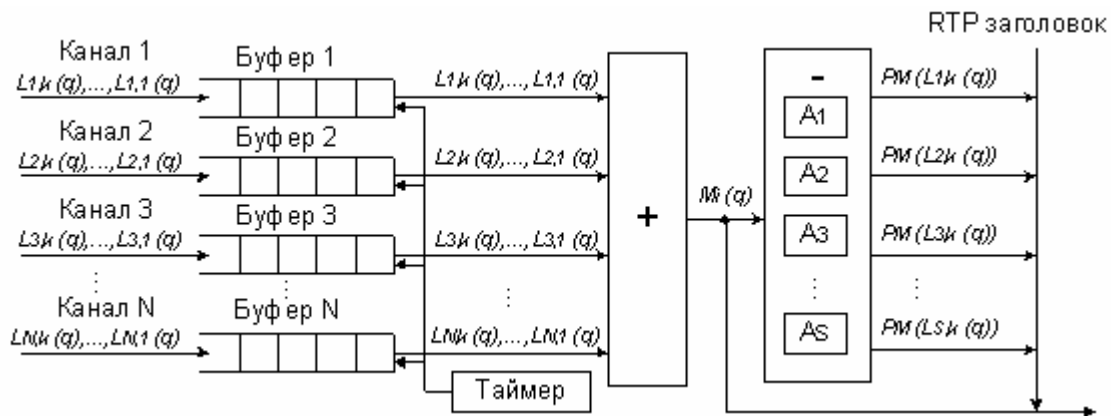 RTP заголовок
Канал 1
L1,k (q),...,L1,1 (q)
Буфер 1
L1,k (q),...,L1,1 (q)
-
PM (L1,k (q))
A1
Канал 2
L2,k (q),...,L2,1 (q)
Буфер 2
L2,k (q),...,L2,1 (q)
A2
PM (L2,k (q))
Mi (q)
+
Канал 3
L3,k (q),...,L3,1 (q)
Буфер 3
L3,k (q),...,L3,1 (q)
A3
PM (L3,k (q))
Канал N
LN,k (q),...,LN,1 (q)
Буфер N
LN,k (q),...,LN,1 (q)
AS
PM (LS,k (q))
Таймер